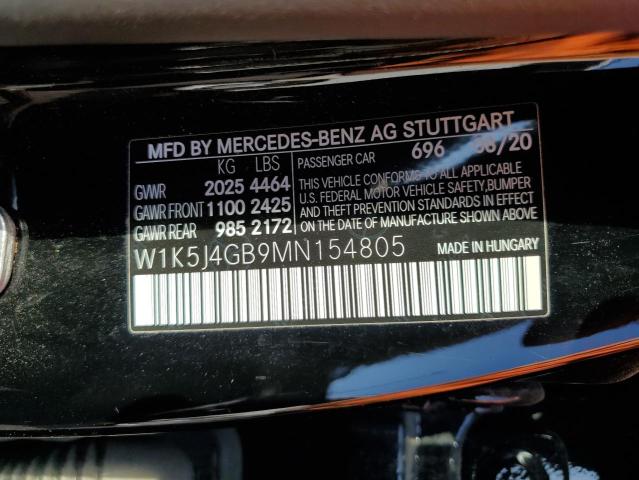 MFD BY MERCEDES-BENZ AG STUTTGART
KG LBS PASSENGER CAR 696 08/20
GVWR 2025 4464 THIS VEHICLE CONFORMS TO ALL APPLICABLE
GAWR FRONT 1100 2425 U.S. FEDERAL MOTOR VEHICLE SAFETY, BUMPER
GAWR REAR 985 2172 AND THEFT PREVENTION STANDARDS IN EFFECT ON THE DATE OF MANUFACTURE SHOWN ABOVE.
W1K5J4GB9MN154805 MADE IN HUNGARY